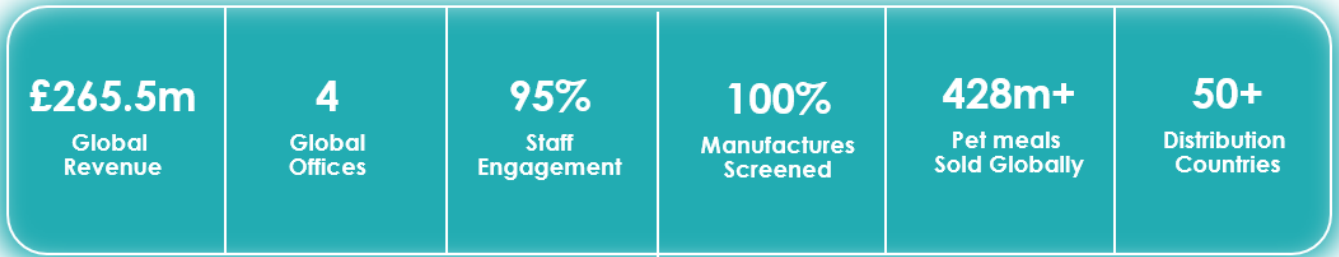 £265.5m
Global
Revenue
4
Global
Offices
95%
Staff
Engagement
100%
Manufactures
Screened
428m+
Pet meals
Sold Globally
50+
Distribution
Countries